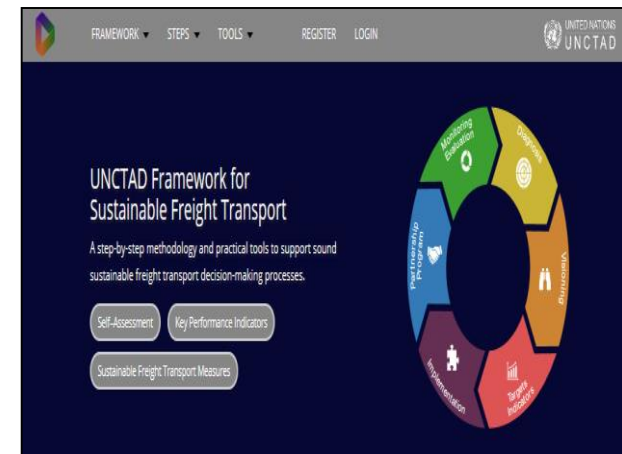 FRAMEWORK STEPS TOOLS REGISTER LOGIN
UNITED NATIONS
UNCTAD
UNCTAD Framework for
Sustainable Freight Transport
A step-by-step methodology and practical tools to support sound
sustainable freight transport decision-making processes.
Self-Assessment Key Performance Indicators
Sustainable Freight Transport Measures
Monitoring
Evaluation
Diagnosis
Visioning
Targets
Indicators
Implementation
Partnership
Program